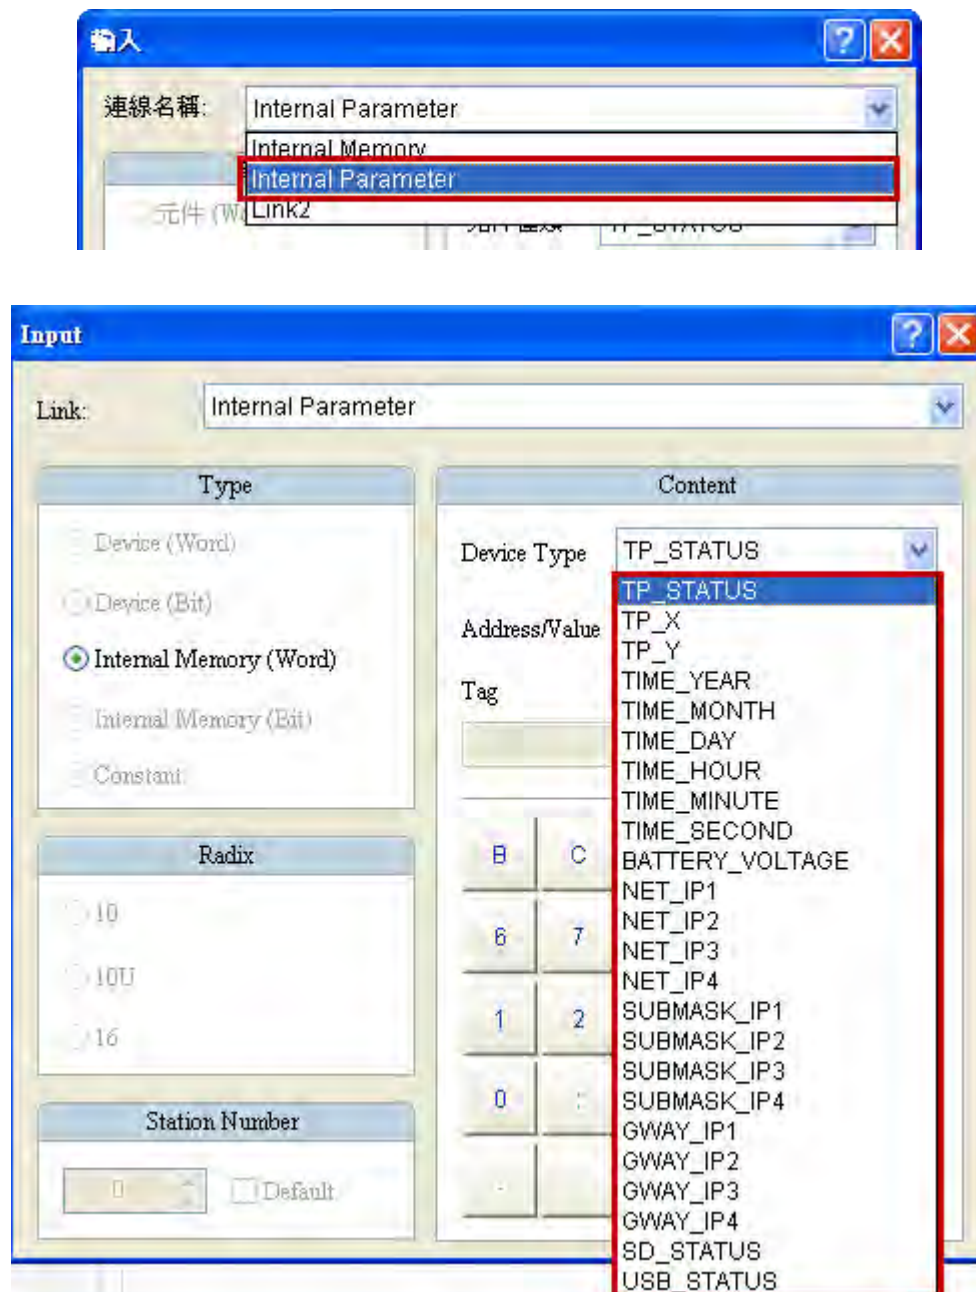 輸入
連線名稱: Internal Parameter
Internal Memory
Internal Parameter
Link2
元件 (W
TP_STATUS
Input
Link: Internal Parameter
Type
Device (Word)
Device (Bit)
Internal Memory (Word)
Internal Memory (Bit)
Constant
Radix
10
10U
16
Station Number
0 Default
Content
Device Type TP_STATUS
Address/Value
Tag
B C
6 7
1 2
0 :
-
TP_STATUS
TP_X
TP_Y
TIME_YEAR
TIME_MONTH
TIME_DAY
TIME_HOUR
TIME_MINUTE
TIME_SECOND
BATTERY_VOLTAGE
NET_IP1
NET_IP2
NET_IP3
NET_IP4
SUBMASK_IP1
SUBMASK_IP2
SUBMASK_IP3
SUBMASK_IP4
GWAY_IP1
GWAY_IP2
GWAY_IP3
GWAY_IP4
SD_STATUS
USB_STATUS